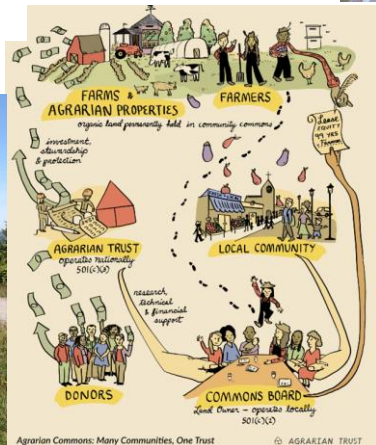 FARMS &
AGRARIAN PROPERTIES
FARMERS
organic land permanently held in community commons
Lease
EQUITY
99 YRS
investment,
stewardship
& protection
AGRARIAN TRUST
operates nationally
501(c)(3)
LOCAL COMMUNITY
research,
technical
& financial
support
DONORS
COMMONS BOARD
Land Owner - operates locally
501(c)(2)
Agrarian Commons: Many Communities, One Trust
AGRARIAN TRUST